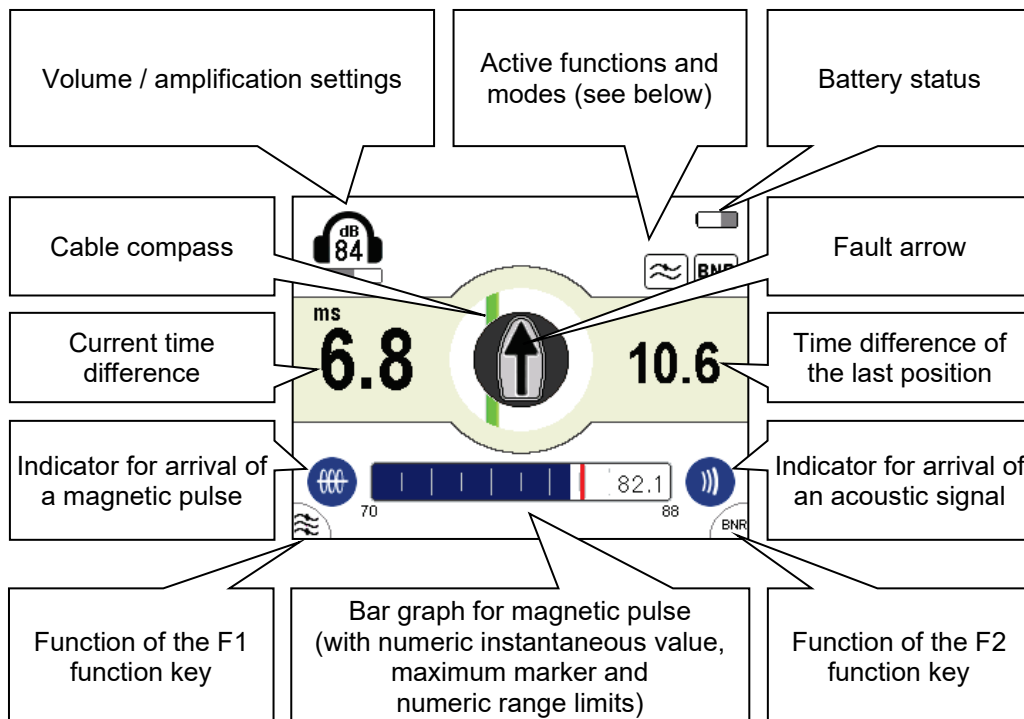 Volume / amplification settings
Active functions and
modes (see below)
Battery status
Cable compass
dB
84
BNR
Fault arrow
Current time
difference
ms
6.8
10.6
Time difference of
the last position
Indicator for arrival of
a magnetic pulse
82.1
70
88
BNR
Indicator for arrival of
an acoustic signal
Function of the F1
function key
Bar graph for magnetic pulse
(with numeric instantaneous value,
maximum marker and
numeric range limits)
Function of the F2
function key